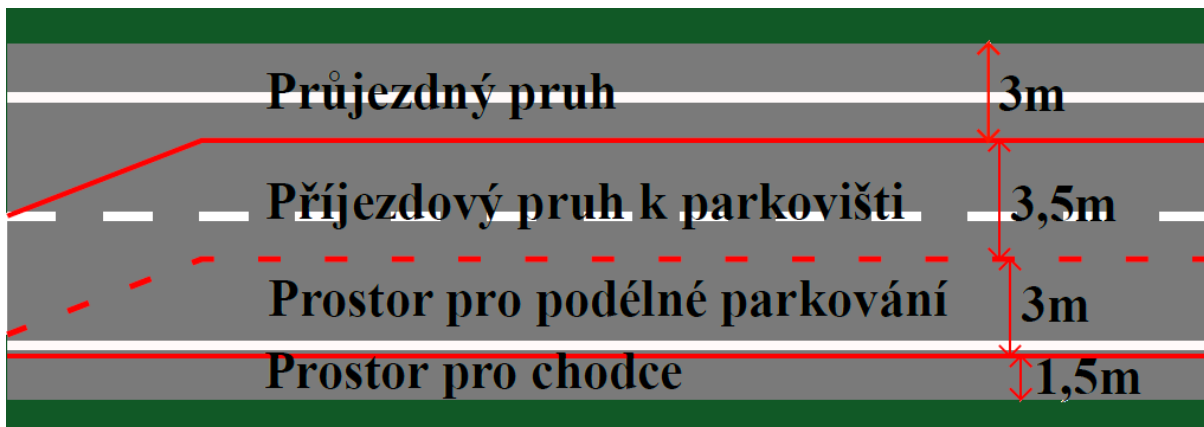 Průjezdný pruh
3m
Příjezdový pruh k parkovišti
3,5m
Prostor pro podélné parkování
3m
Prostor pro chodce
1,5m